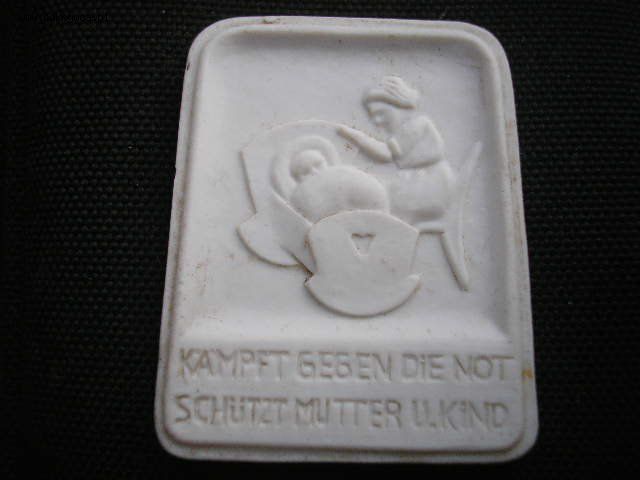 KÄMPFT GEGEN DIE NOT
SCHÜTZT MUTTER U. KIND